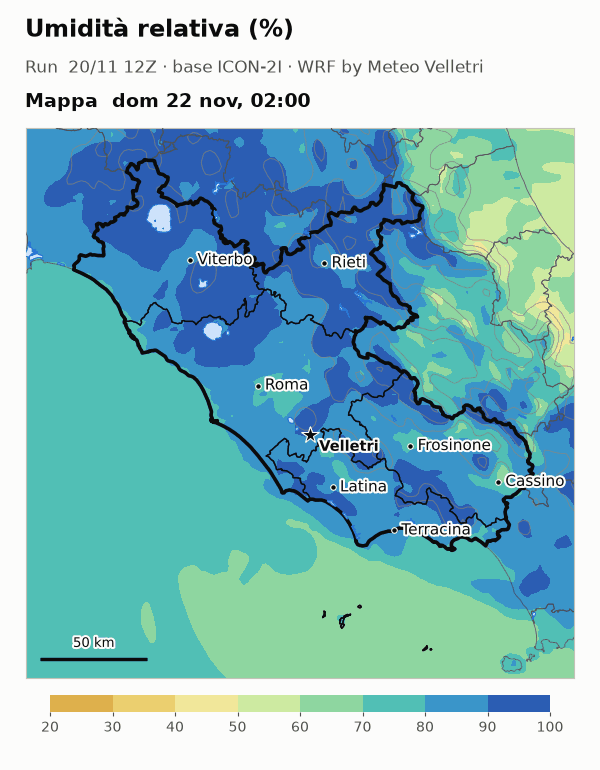 Umidità relativa (%)
Run  20/11 12Z · base ICON-2I · WRF by Meteo Velletri
Mappa  dom 22 nov, 02:00
Viterbo
Rieti
Roma
Velletri
Frosinone
Cassino
Latina
Terracina
50 km
20 30 40 50 60 70 80 90 100